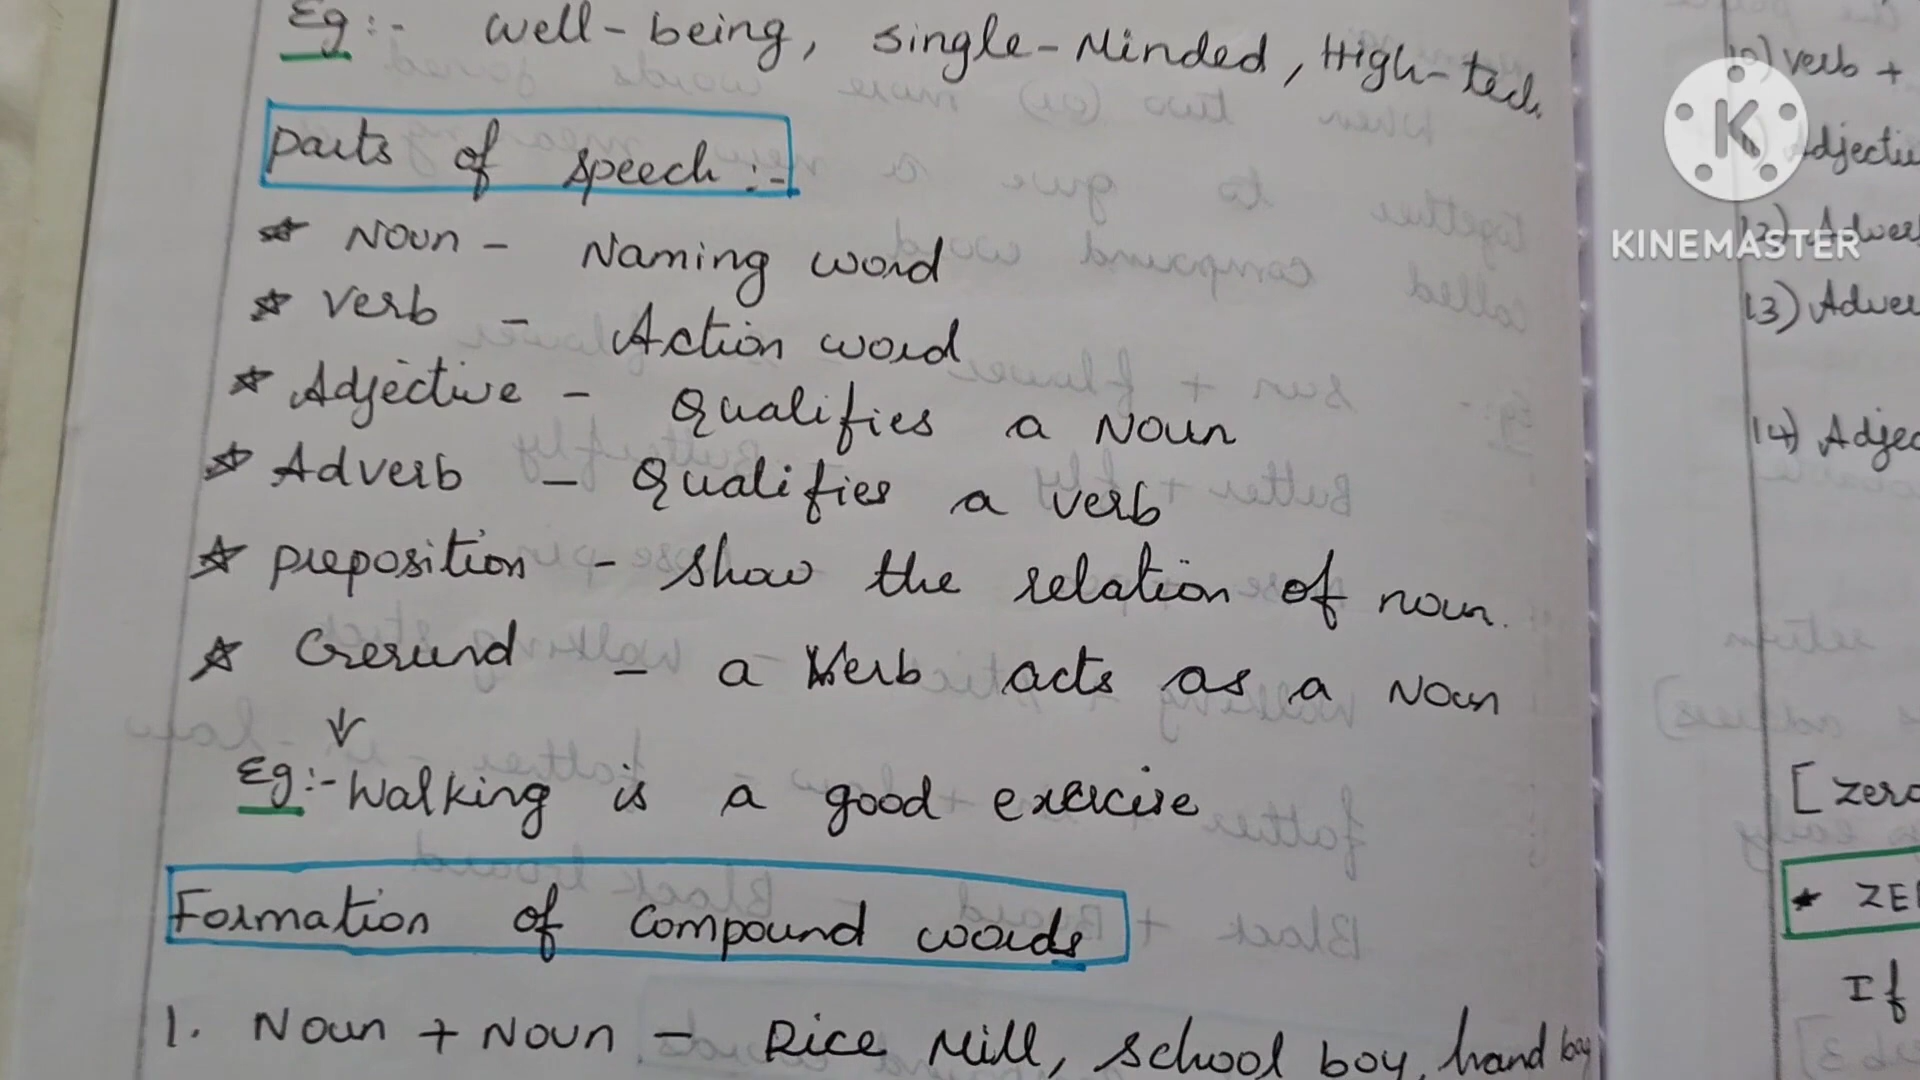 Eg:- Well-being, Single-Minded, High-tech.
Parts of speech:-
★ Noun - Naming word
★ Verb - Action word
★ Adjective - Qualifies a Noun
★ Adverb - Qualifies a verb
★ Preposition - Show the relation of noun.
★ Gerund - a Verb acts as a Noun
Eg:- Walking is a good exercise
Formation of compound words
1. Noun + Noun - Rice Mill, School boy, hand bag
KINEMASTER
10) Verb +
13) Adver
14) Adjec
[zero
★ ZE
If